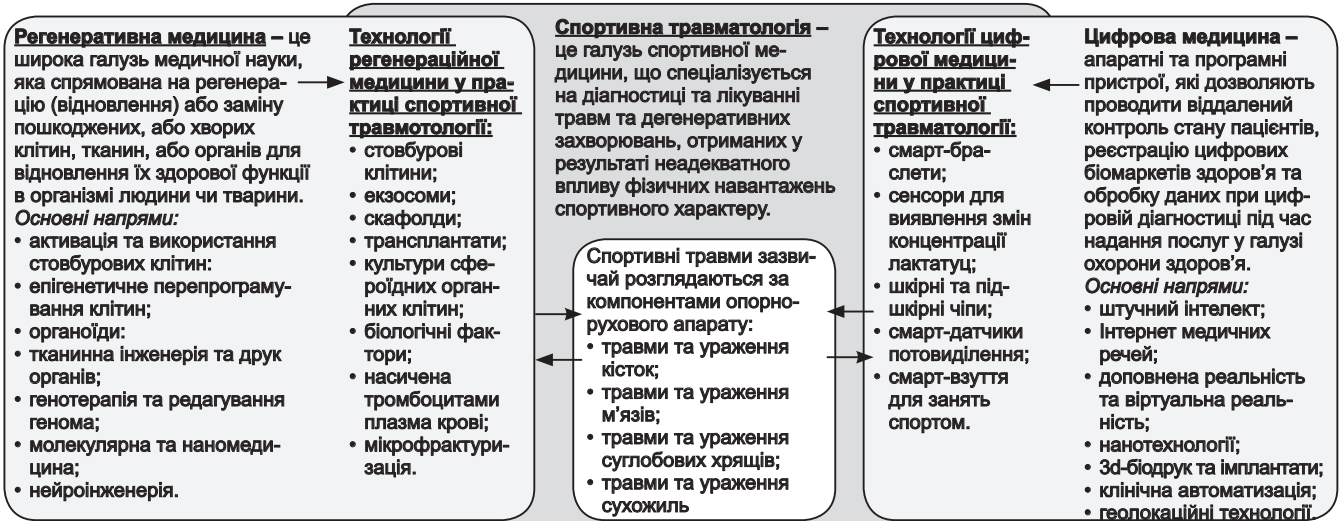 Регенеративна медицина – це
широка галузь медичної науки,
яка спрямована на регенера-
цію (відновлення) або заміну
пошкоджених, або хворих
клітин, тканин, або органів для
відновлення їх здорової функції
в організмі людини чи тварини.
Основні напрями:
• активація та використання
стовбурових клітин:
• епігенетичне перепрограму-
вання клітин;
• органоїди:
• тканинна інженерія та друк
органів;
• генотерапія та редагування
генома;
• молекулярна та наномеди-
цина;
• нейроінженерія.
Технології
регенераційної
медицини у пра-
ктиці спортивної
травмотології:
• стовбурові
клітини;
• екзосоми;
• скафолди;
• трансплантати;
• культури сфе-
роїдних орган-
них клітин;
• біологічні фак-
тори;
• насичена
тромбоцитами
плазма крові;
• мікрофрактури-
зація.
Спортивна травматологія –
це галузь спортивної ме-
дицини, що спеціалізується
на діагностиці та лікуванні
травм та дегенеративних
захворювань, отриманих у
результаті неадекватного
впливу фізичних навантажень
спортивного характеру.
Спортивні травми зазви-
чай розглядаються за
компонентами опорно-
рухового апарату:
• травми та ураження
кісток;
• травми та ураження
м’язів;
• травми та ураження
суглобових хрящів;
• травми та ураження
сухожиль
Технології циф-
рової медици-
ни у практиці
спортивної
травматології:
• смарт-бра-
слети;
• сенсори для
виявлення змін
концентрації
лактатуц;
• шкірні та під-
шкірні чіпи;
• смарт-датчики
потовиділення;
• смарт-взуття
для занять
спортом.
Цифрова медицина –
апаратні та програмні
пристрої, які дозволяють
проводити віддалений
контроль стану пацієнтів,
реєстрацію цифрових
біомаркетів здоров’я та
обробку даних при циф-
ровій діагностиці під час
надання послуг у галузі
охорони здоров’я.
Основні напрями:
• штучний інтелект;
• Інтернет медичних
речей;
• доповнена реальність
та віртуальна реаль-
ність;
• нанотехнології;
• 3d-біодрук та імплантати;
• клінічна автоматизація;
• геолокаційні технології